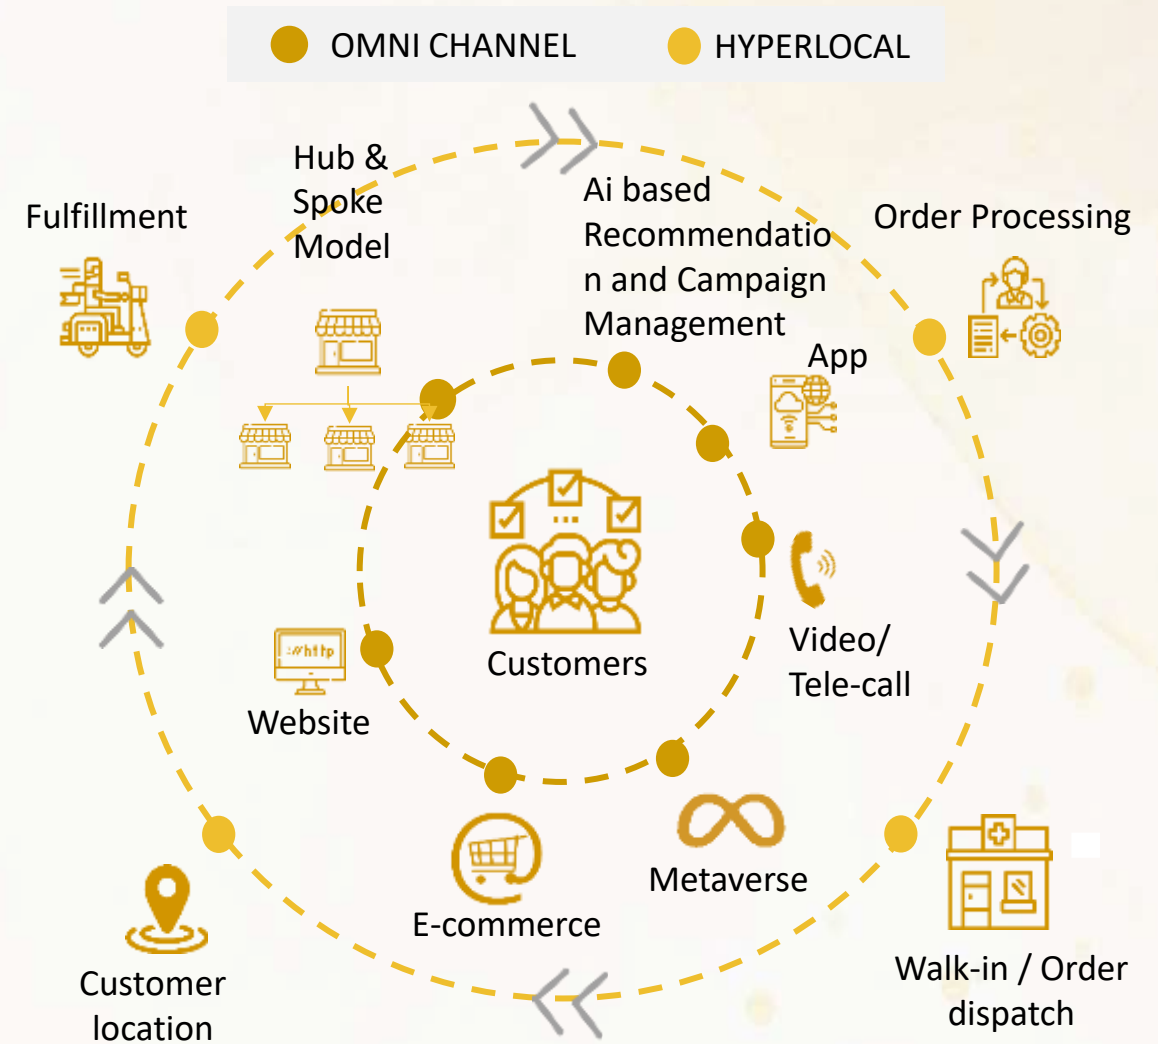 OMNI CHANNEL
HYPERLOCAL
Hub &
Spoke
Model
Ai based
Recommendatio
n and Campaign
Management
Fulfillment
Order Processing
App
://http
Customers
Video/
Tele-call
Website
Metaverse
E-commerce
Customer
location
Walk-in / Order
dispatch